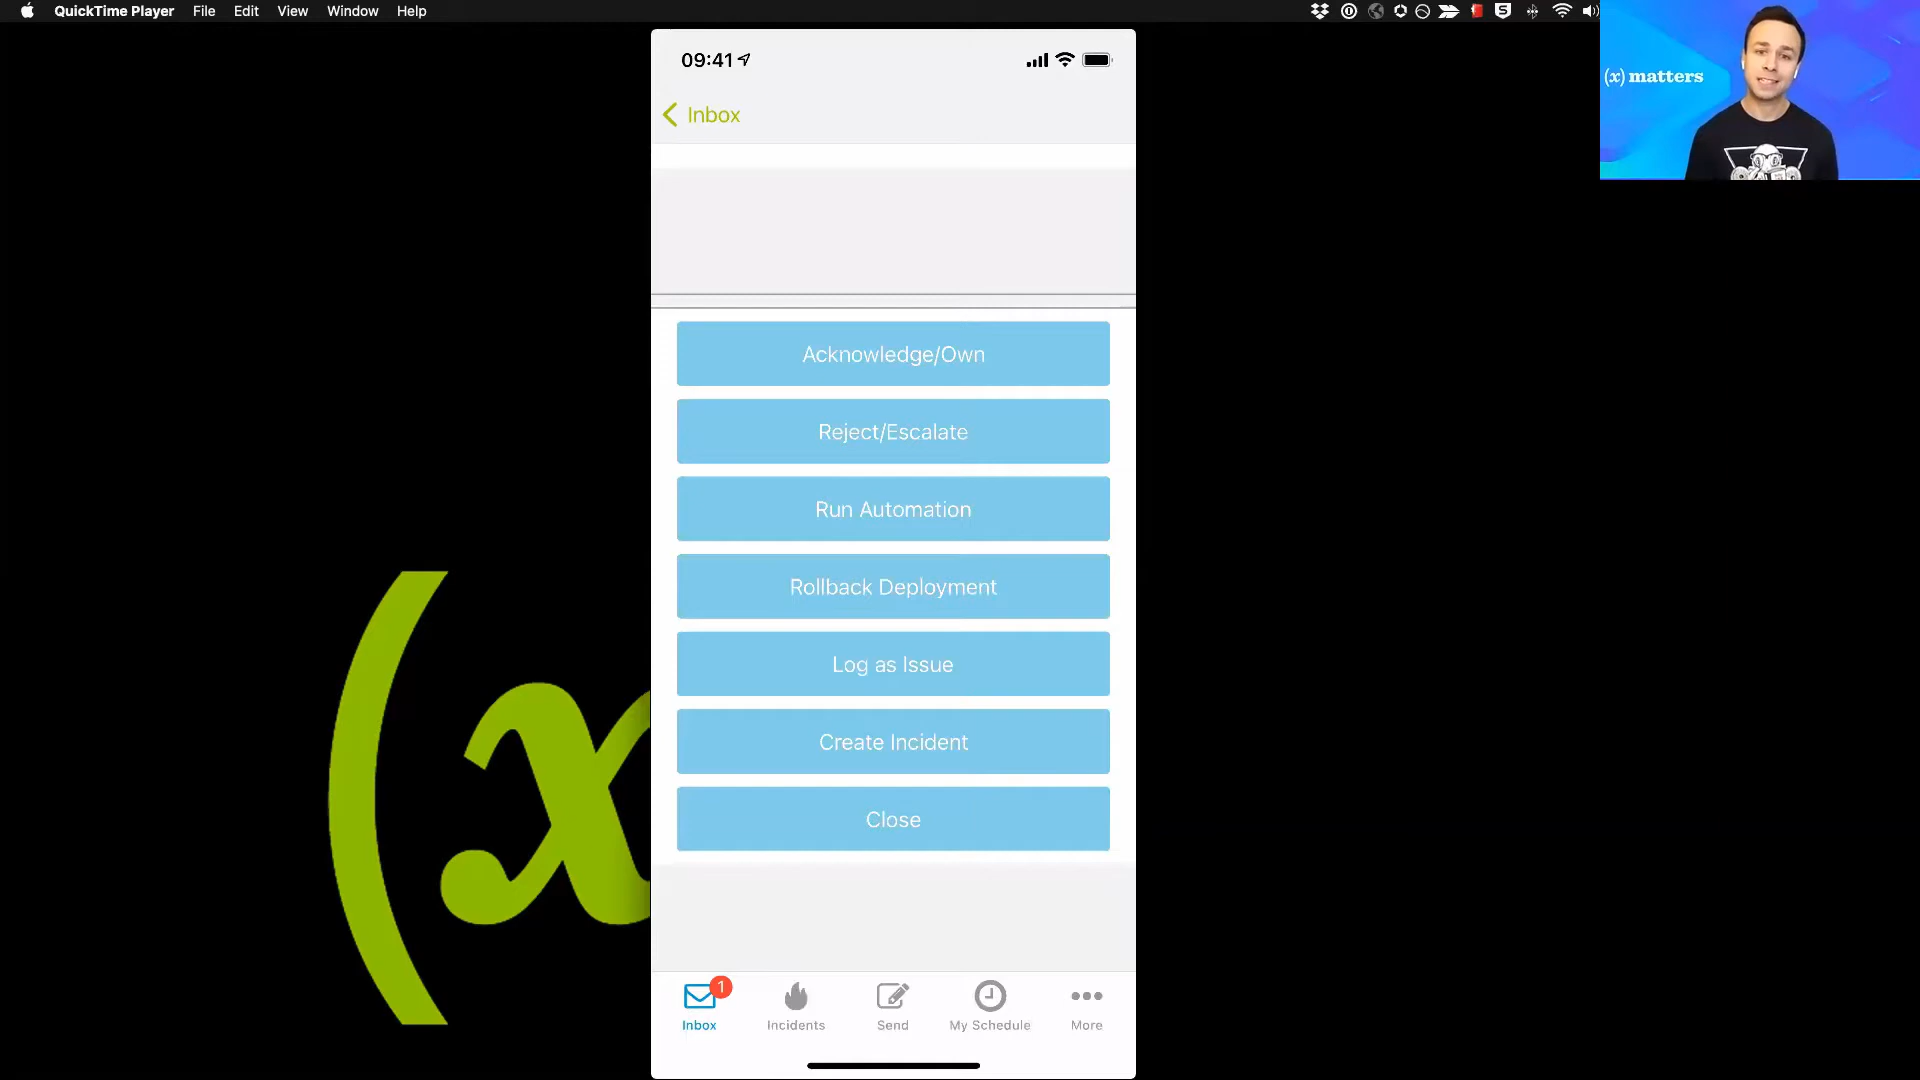 QuickTime Player File Edit View Window Help
(x) matters
09:41
Inbox
Acknowledge/Own
Reject/Escalate
Run Automation
Rollback Deployment
Log as Issue
Create Incident
Close
(x
1
Inbox Incidents Send My Schedule More